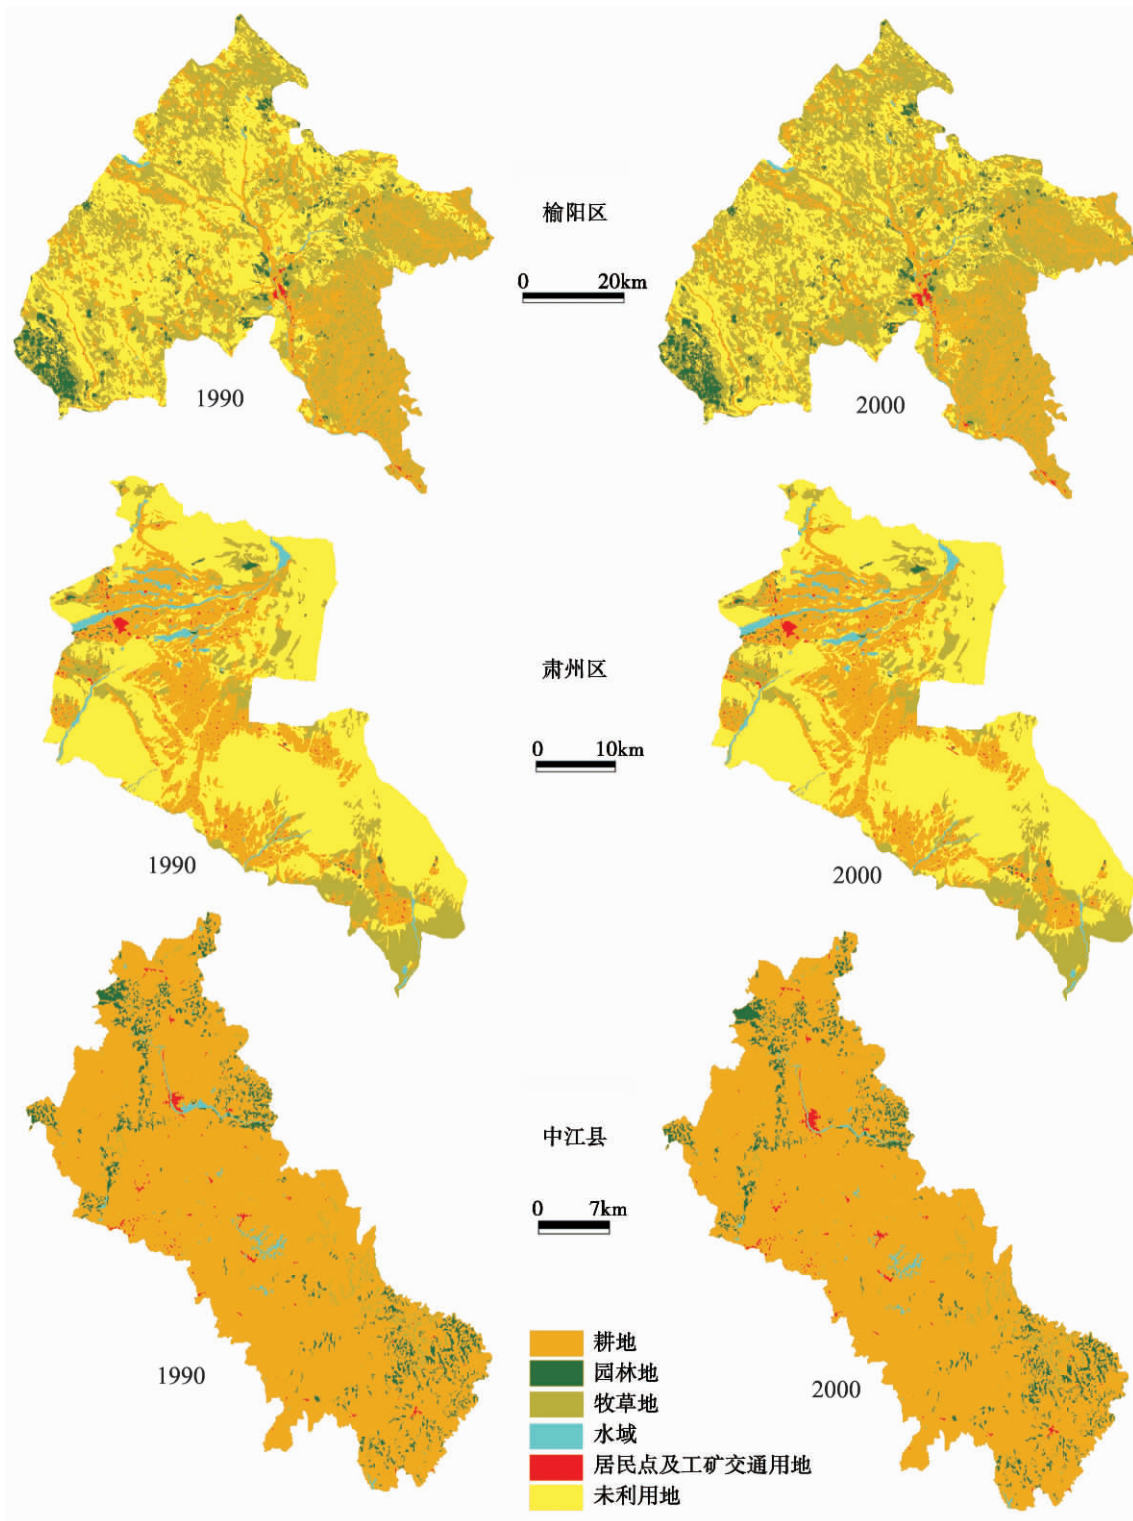 榆阳区
0 20km
1990
2000
肃州区
0 10km
1990
2000
中江县
0 7km
1990
2000
耕地
园林地
牧草地
水域
居民点及工矿交通用地
未利用地